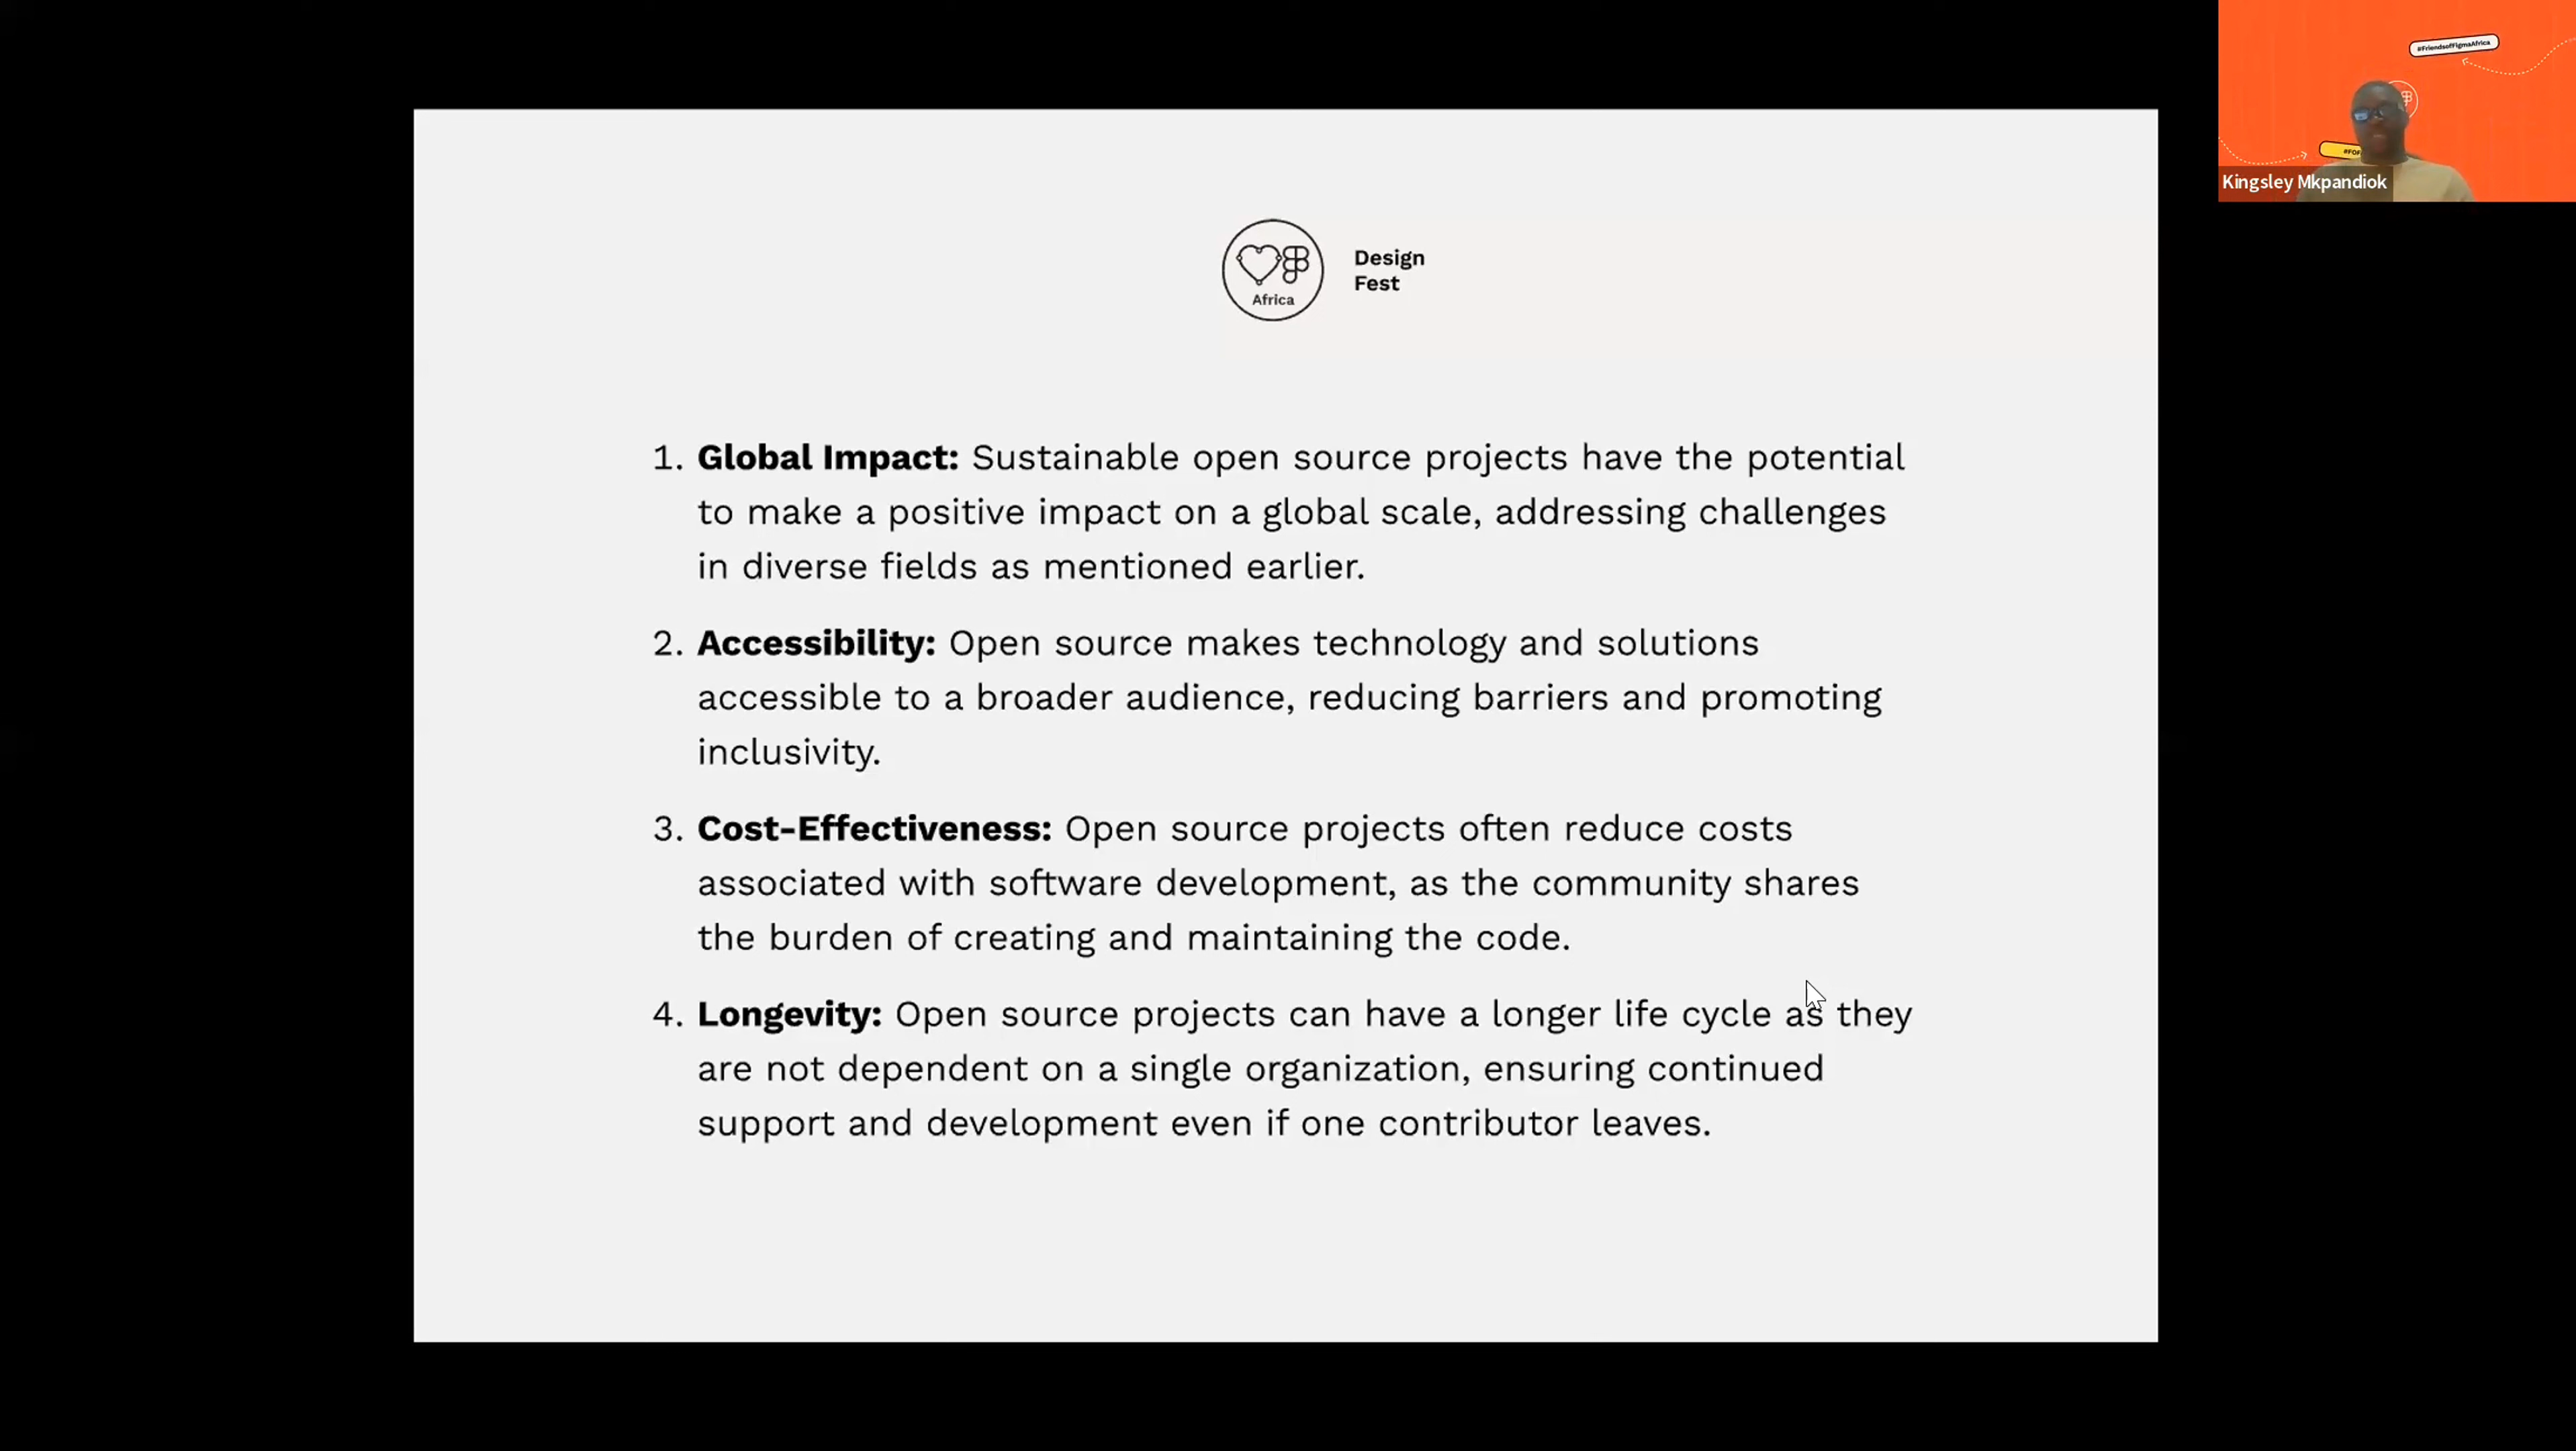 #FriendsofFigmaAfrica
Kingsley Mkpandiok
Africa
Design
Fest
1. Global Impact: Sustainable open source projects have the potential
to make a positive impact on a global scale, addressing challenges
in diverse fields as mentioned earlier.
2. Accessibility: Open source makes technology and solutions
accessible to a broader audience, reducing barriers and promoting
inclusivity.
3. Cost-Effectiveness: Open source projects often reduce costs
associated with software development, as the community shares
the burden of creating and maintaining the code.
4. Longevity: Open source projects can have a longer life cycle as they
are not dependent on a single organization, ensuring continued
support and development even if one contributor leaves.